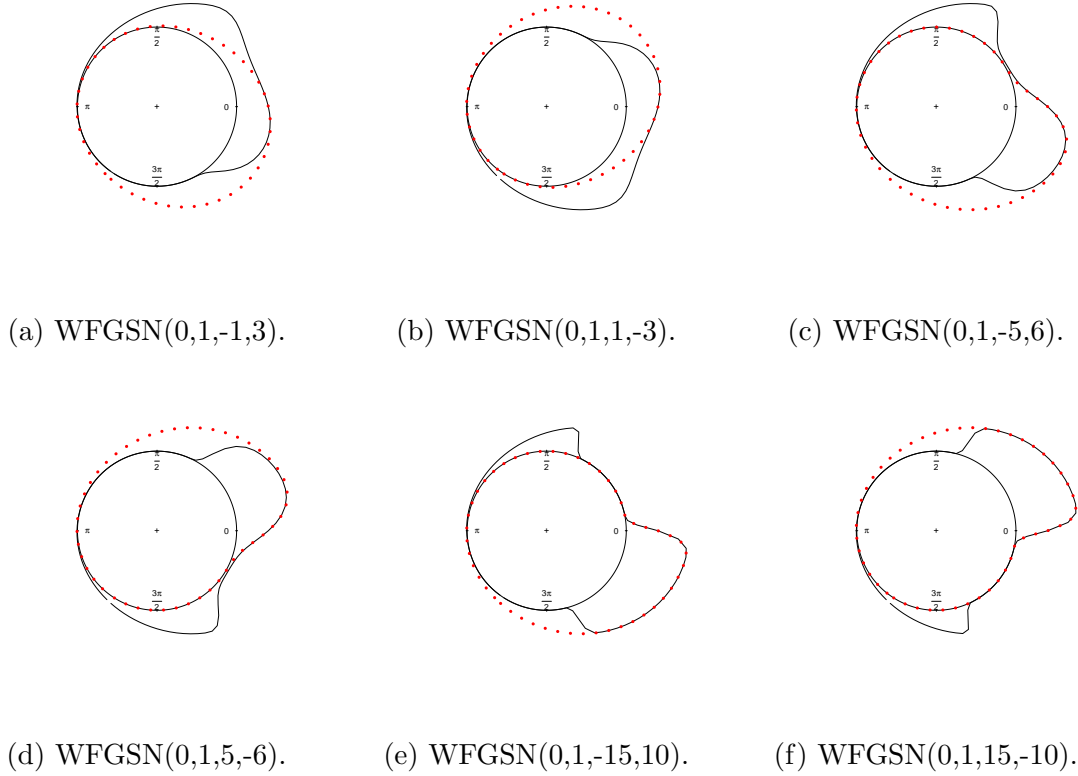 π/2
π + 0
3π/2
π/2
π + 0
3π/2
π/2
π + 0
3π/2
(a) WFGSN(0,1,-1,3).
(b) WFGSN(0,1,1,-3).
(c) WFGSN(0,1,-5,6).
π/2
π + 0
3π/2
π/2
π + 0
3π/2
π/2
π + 0
3π/2
(d) WFGSN(0,1,5,-6).
(e) WFGSN(0,1,-15,10).
(f) WFGSN(0,1,15,-10).